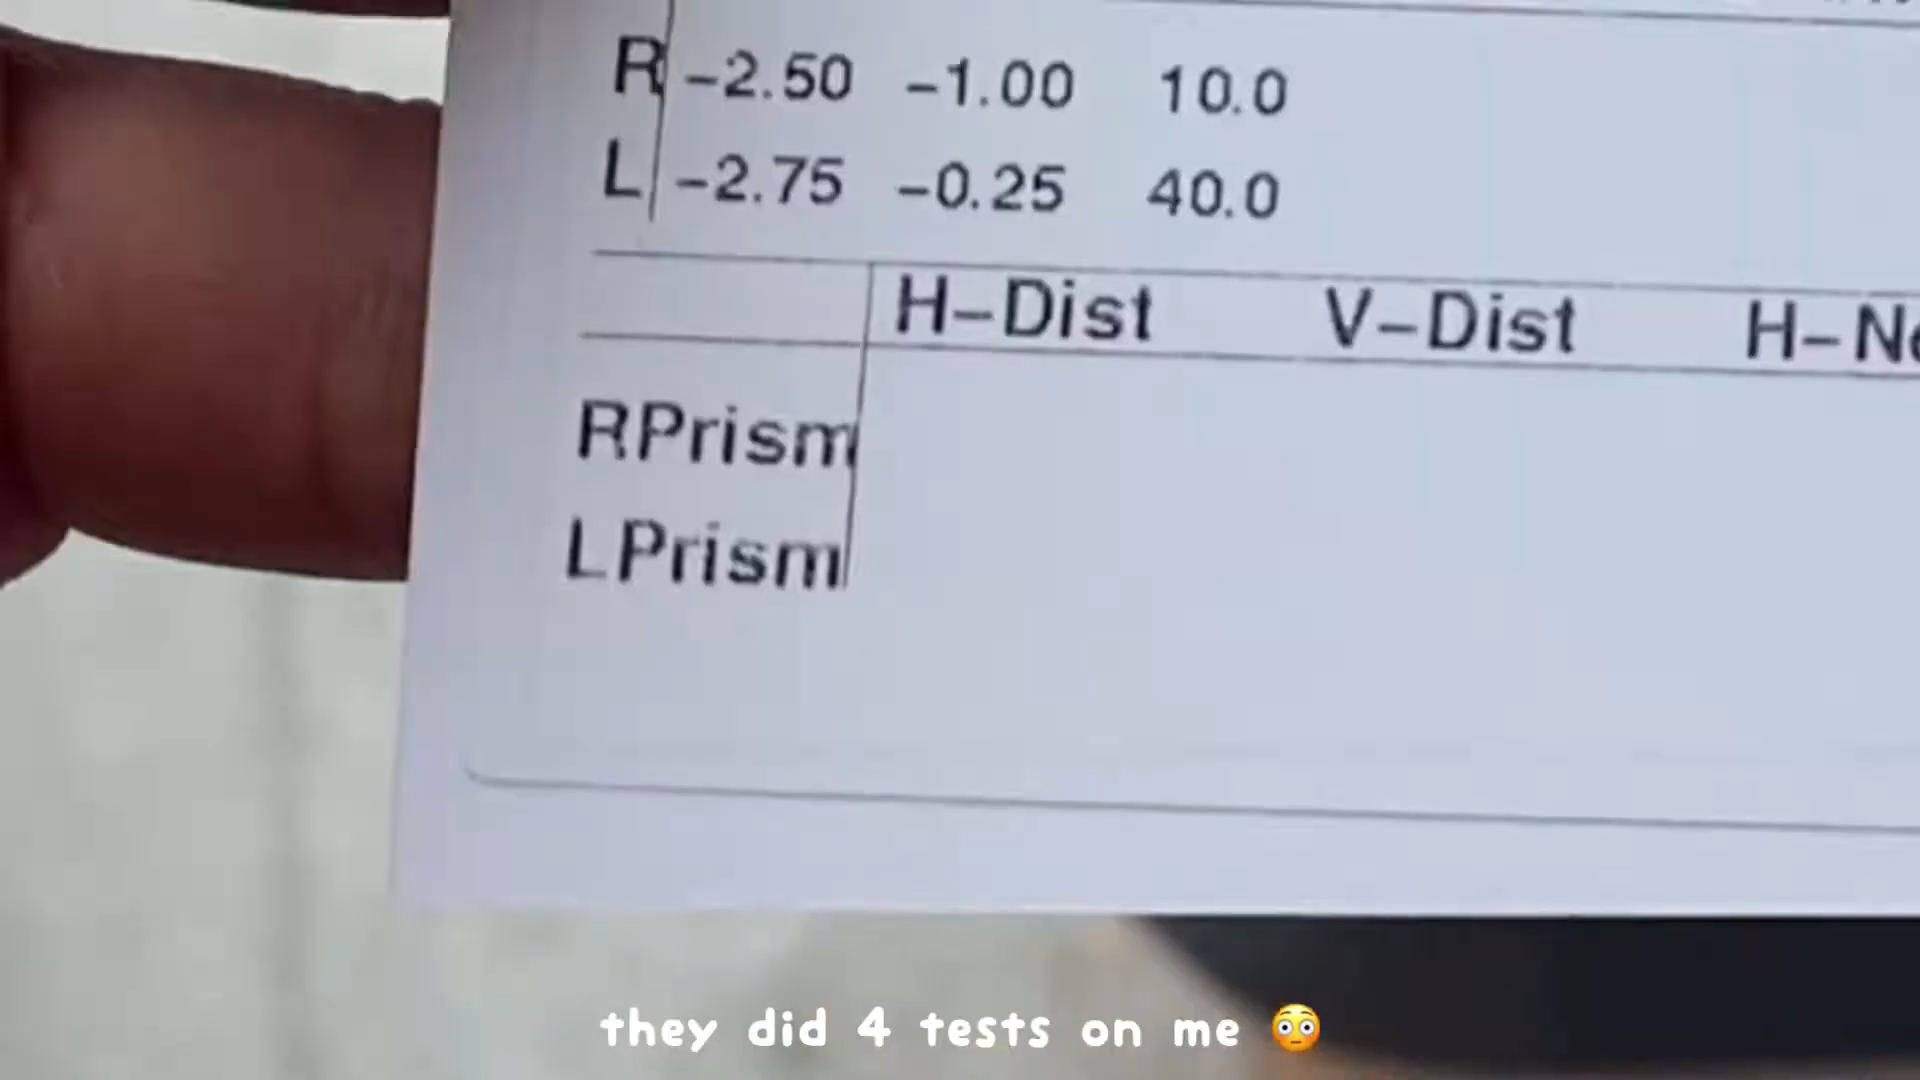 R -2.50 -1.00 10.0
L -2.75 -0.25 40.0
H-Dist V-Dist
RPrism
LPrism
they did 4 tests on me 😳